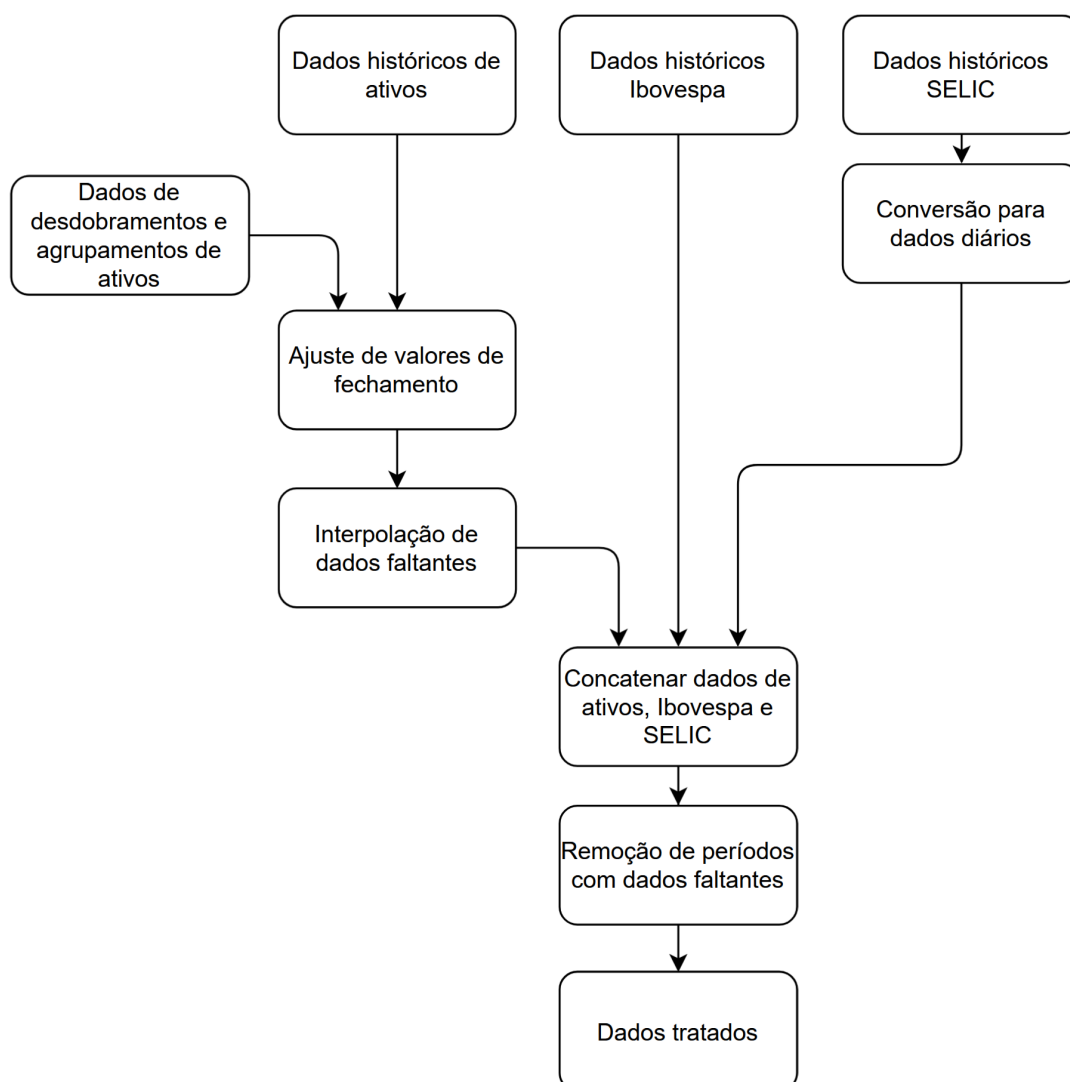 Dados históricos de
ativos
Dados históricos
Ibovespa
Dados históricos
SELIC
Dados de
desdobramentos e
agrupamentos de
ativos
Conversão para
dados diários
Ajuste de valores de
fechamento
Interpolação de
dados faltantes
Concatenar dados de
ativos, Ibovespa e
SELIC
Remoção de períodos
com dados faltantes
Dados tratados